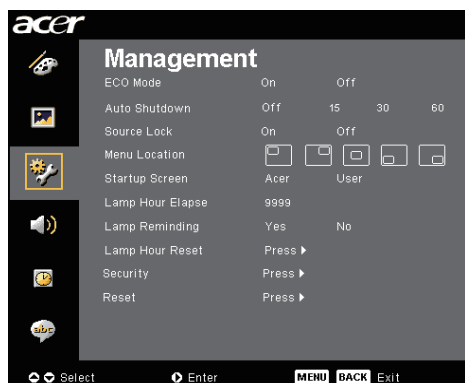 acer
Management
ECO Mode On Off
Auto Shutdown Off 15 30 60
Source Lock On Off
Menu Location
Startup Screen Acer User
Lamp Hour Elapse 9999
Lamp Reminding Yes No
Lamp Hour Reset Press
Security Press
Reset Press
abc
Select Enter MENU BACK Exit